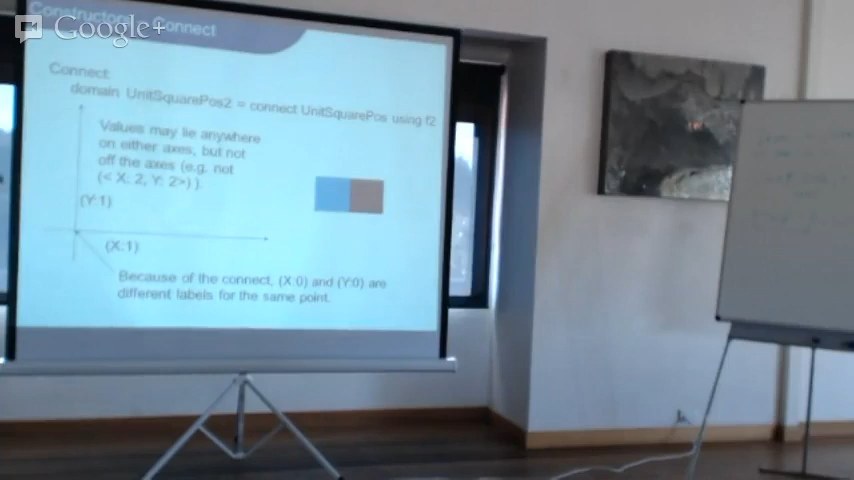 Google+
Constructors: Connect
Connect:
domain UnitSquarePos2 = connect UnitSquarePos using f2
Values may lie anywhere
on either axes, but not
off the axes (e.g. not
(< X: 2, Y: 2>) ).
(Y:1)
(X:1)
Because of the connect, (X:0) and (Y:0) are
different labels for the same point.